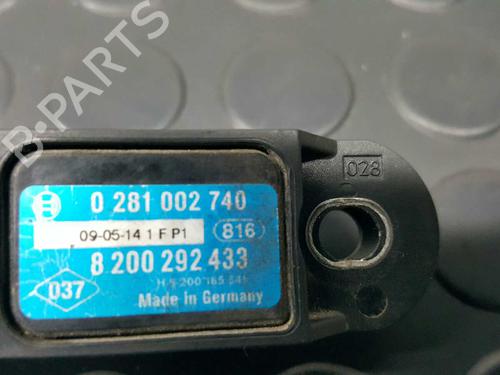 B-PARTS
028
0 281 002 740
09-05-14 1 F P1 816
8 200 292 433
037
Made in Germany